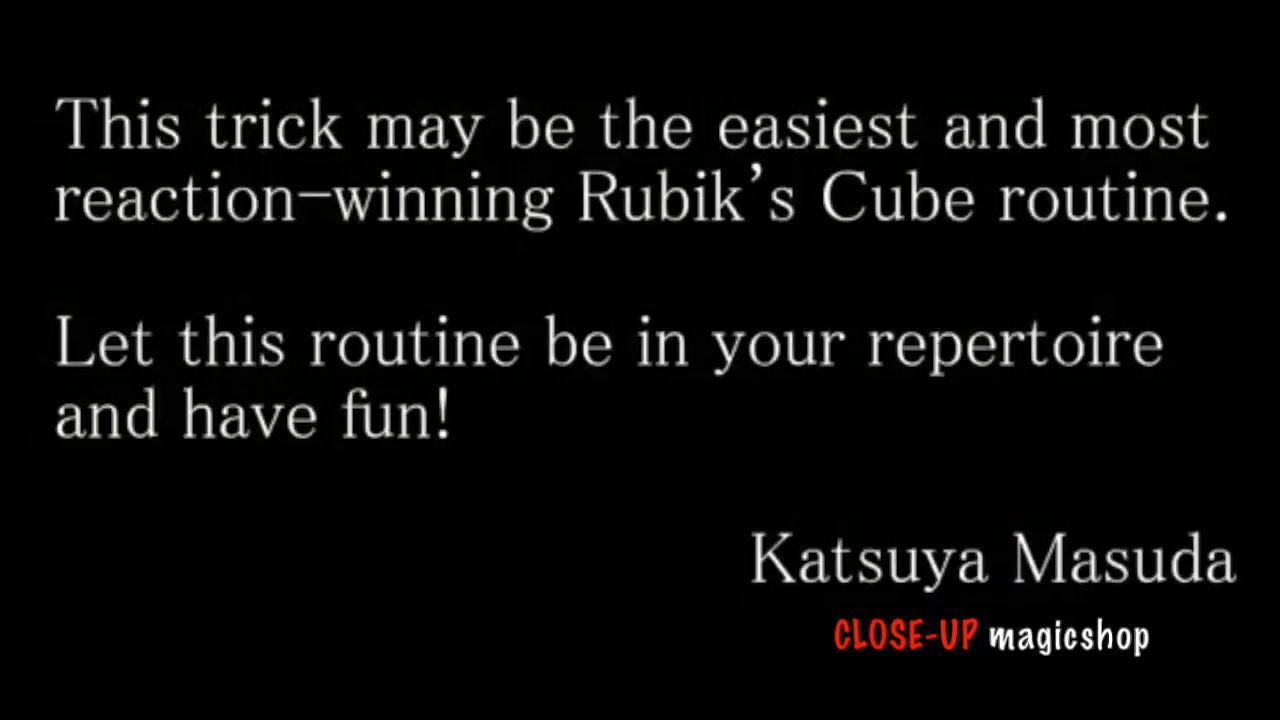 This trick may be the easiest and most
reaction-winning Rubik's Cube routine.
Let this routine be in your repertoire
and have fun!
Katsuya Masuda
CLOSE-UP magicshop